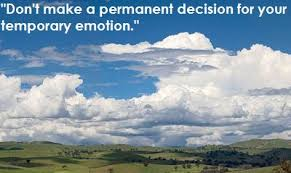 "Don't make a permanent decision for your
temporary emotion."